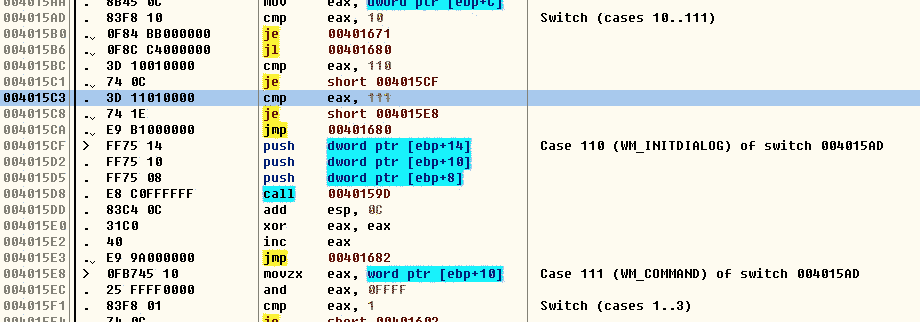 004015AA . 8B45 0C mov eax, dword ptr [ebp+C]
004015AD . 83F8 10 cmp eax, 10 Switch (cases 10..111)
004015B0 .ˬ 0F84 BB000000 je 00401671
004015B6 .ˬ 0F8C C4000000 jl 00401680
004015BC . 3D 10010000 cmp eax, 110
004015C1 .ˬ 74 0C je short 004015CF
004015C3 . 3D 11010000 cmp eax, 111
004015C8 .ˬ 74 1E je short 004015E8
004015CA .ˬ E9 B1000000 jmp 00401680
004015CF > FF75 14 push dword ptr [ebp+14] Case 110 (WM_INITDIALOG) of switch 004015AD
004015D2 . FF75 10 push dword ptr [ebp+10]
004015D5 . FF75 08 push dword ptr [ebp+8]
004015D8 . E8 C0FFFFFF call 0040159D
004015DD . 83C4 0C add esp, 0C
004015E0 . 31C0 xor eax, eax
004015E2 . 40 inc eax
004015E3 .ˬ E9 9A000000 jmp 00401682
004015E8 > 0FB745 10 movzx eax, word ptr [ebp+10] Case 111 (WM_COMMAND) of switch 004015AD
004015EC . 25 FFFF0000 and eax, 0FFFF
004015F1 . 83F8 01 cmp eax, 1 Switch (cases 1..3)
004015F4 .ˬ 74 0C je short 00401602